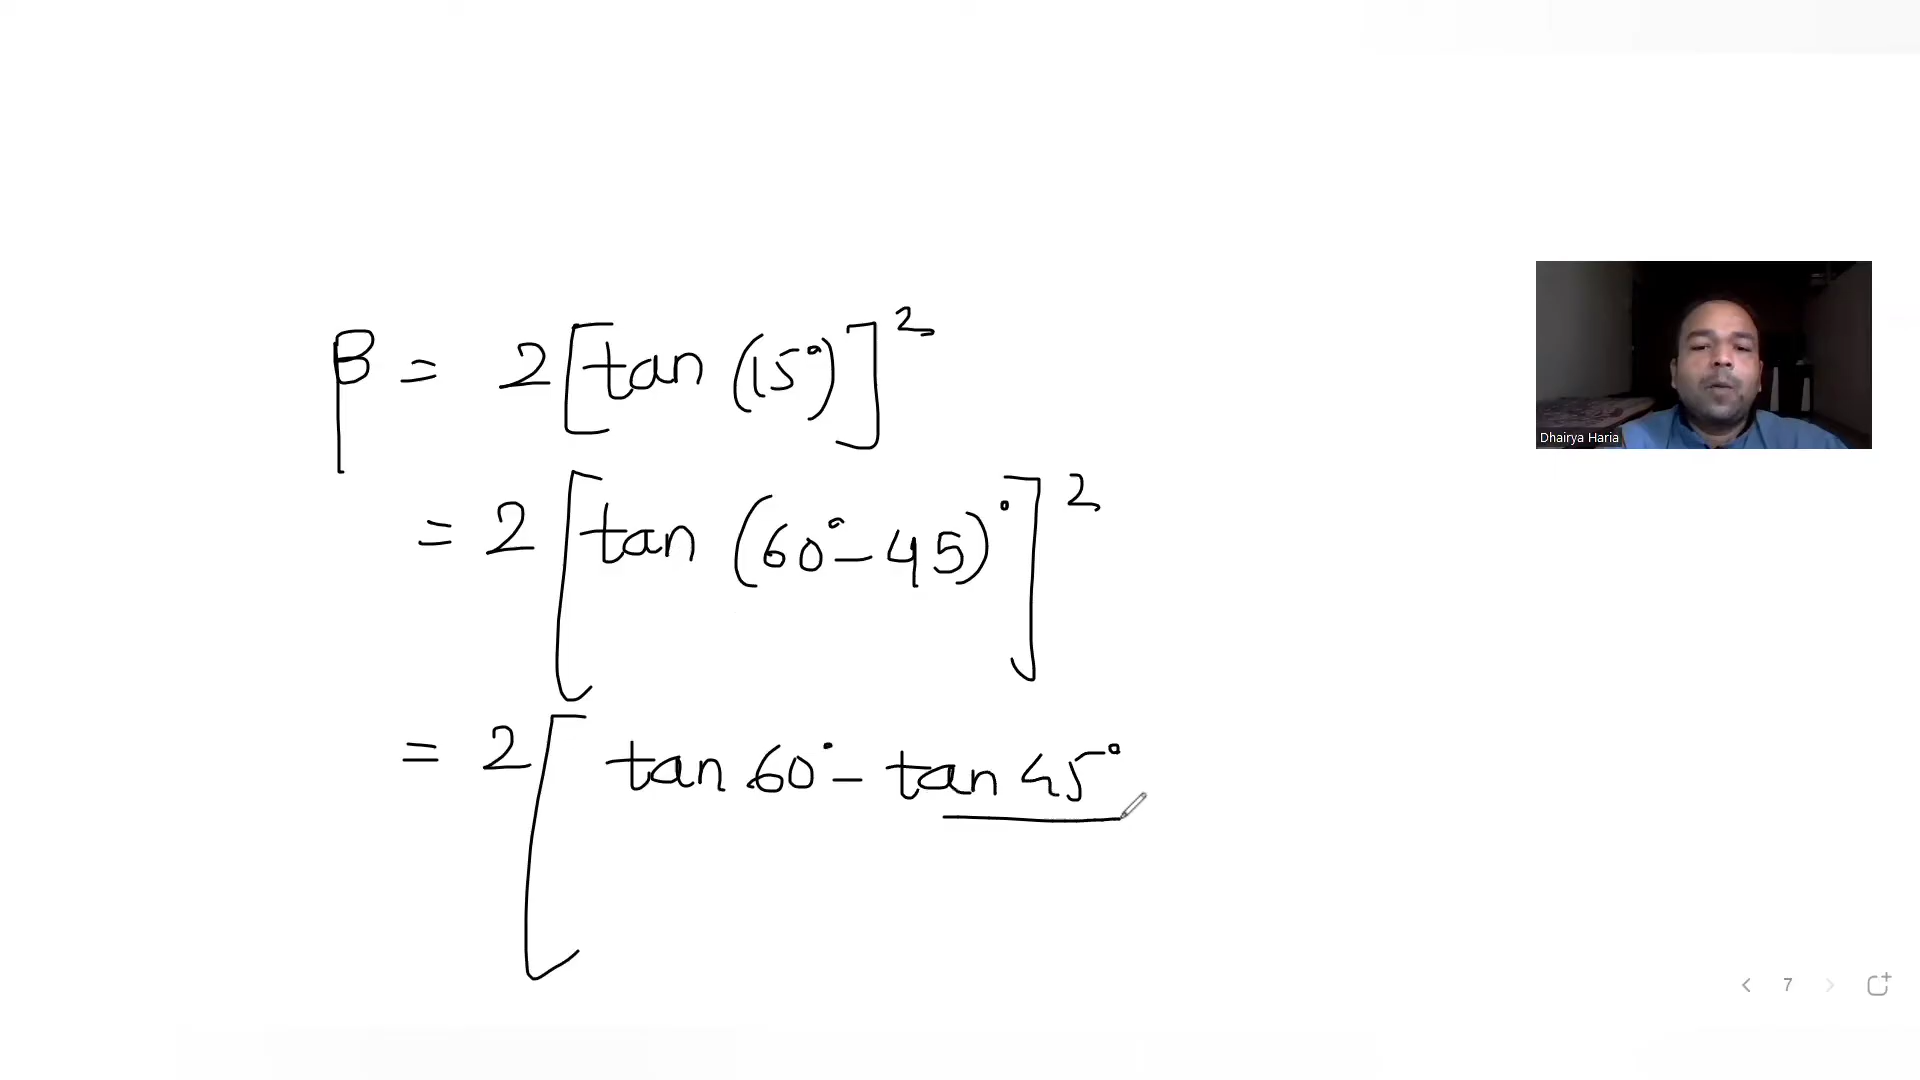 β = 2 [tan (15°)]²
= 2 [tan (60° - 45)°]²
= 2 [ tan 60° - tan 45°
Dhairya Haria
7